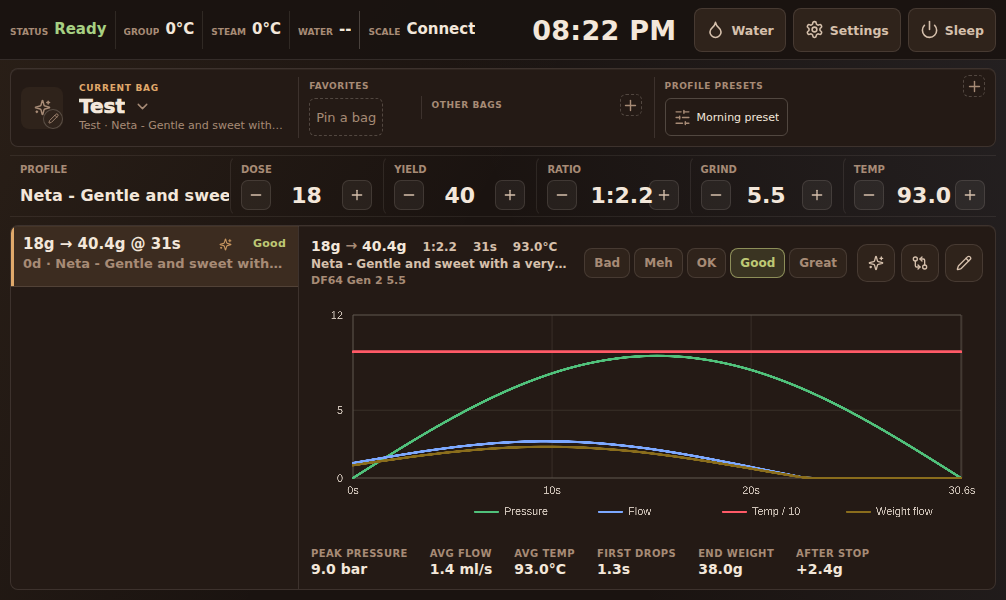 STATUS Ready GROUP 0°C STEAM 0°C WATER -- SCALE Connect 08:22 PM Water Settings Sleep
CURRENT BAG
Test
Test · Neta - Gentle and sweet with...
FAVORITES
Pin a bag
OTHER BAGS
PROFILE PRESETS
Morning preset
PROFILE
Neta - Gentle and swee
DOSE
− 18 +
YIELD
− 40 +
RATIO
− 1:2.2 +
GRIND
− 5.5 +
TEMP
− 93.0 +
18g → 40.4g @ 31s Good
0d · Neta - Gentle and sweet with...
18g → 40.4g 1:2.2 31s 93.0°C
Neta - Gentle and sweet with a very...
DF64 Gen 2 5.5
Bad Meh OK Good Great
12
5
0
0s 10s 20s 30.6s
Pressure Flow Temp / 10 Weight flow
PEAK PRESSURE AVG FLOW AVG TEMP FIRST DROPS END WEIGHT AFTER STOP
9.0 bar 1.4 ml/s 93.0°C 1.3s 38.0g +2.4g